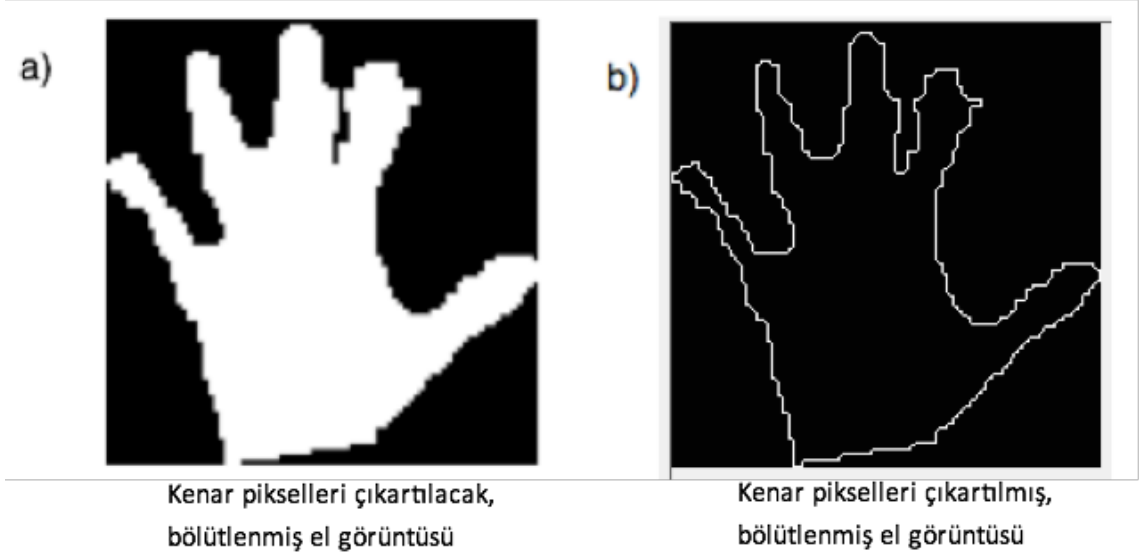 a)
b)
Kenar pikselleri çıkartılacak,
bölütlenmiş el görüntüsü
Kenar pikselleri çıkartılmış,
bölütlenmiş el görüntüsü